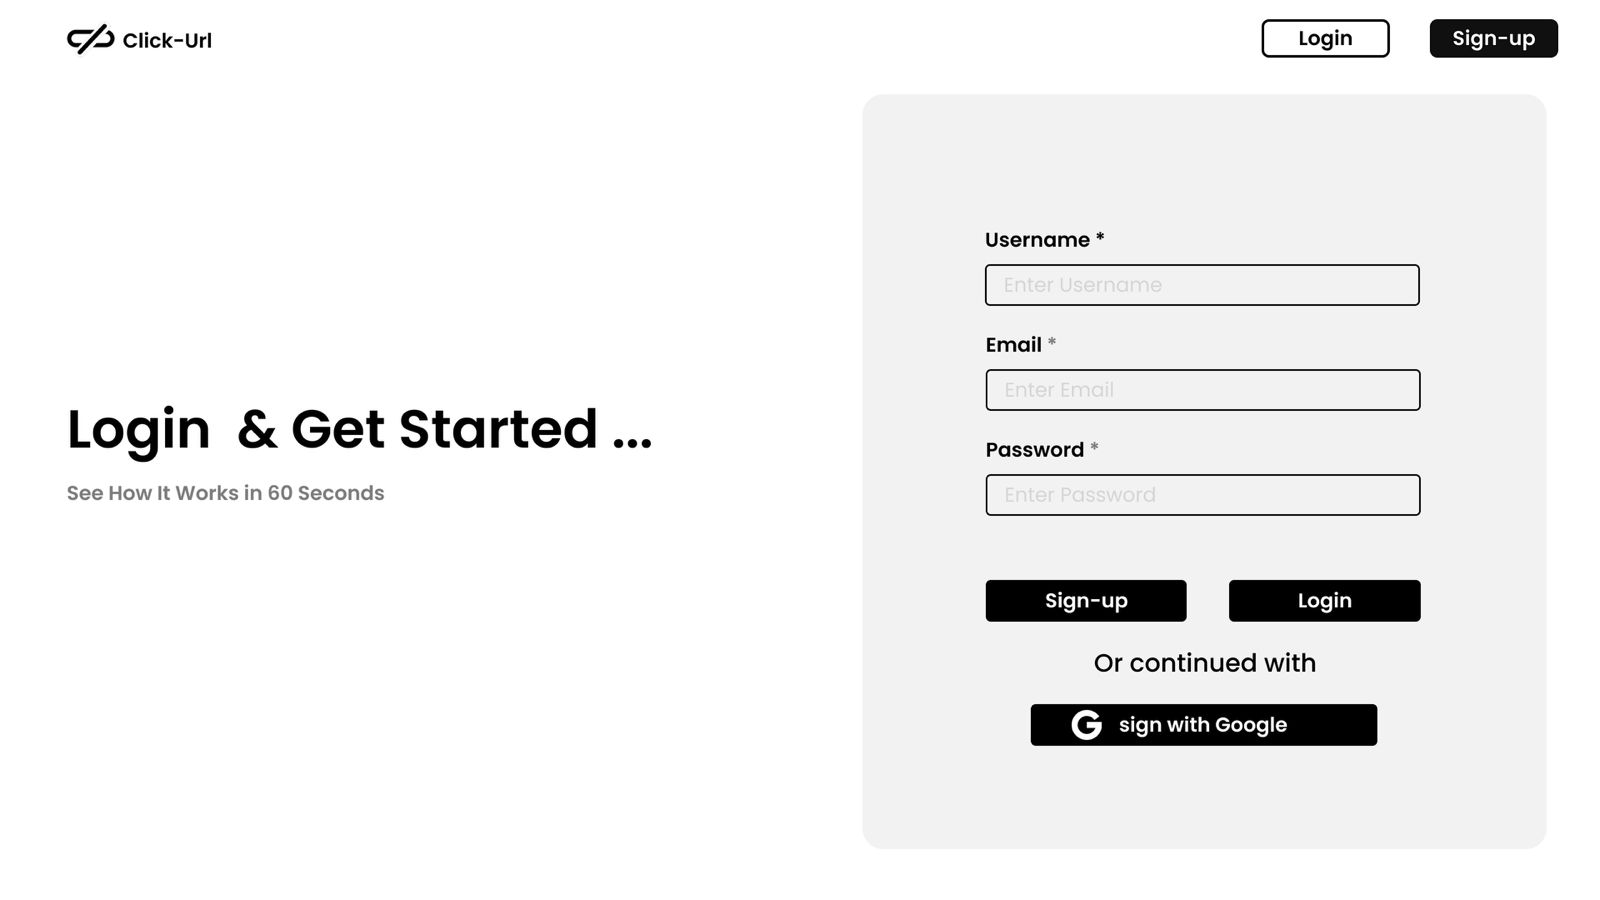 Click-Url
Login
Sign-up
Login & Get Started ...
See How It Works in 60 Seconds
Username *
Enter Username
Email *
Enter Email
Password *
Enter Password
Sign-up
Login
Or continued with
sign with Google